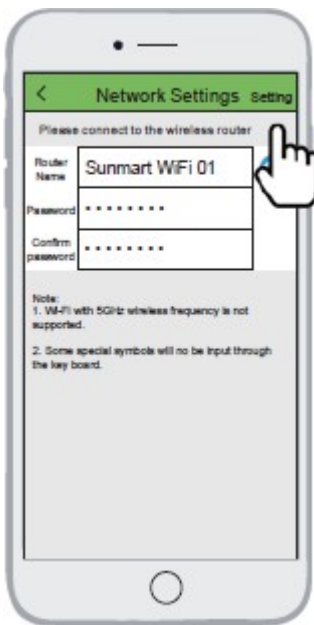 Network Settings Setting
Please connect to the wireless router
Router
Name
Sunmart WiFi 01
Password
Confirm
password
Note:
1. Wi-Fi with 5GHz wireless frequency is not
supported.
2. Some special symbols will no be input through
the key board.